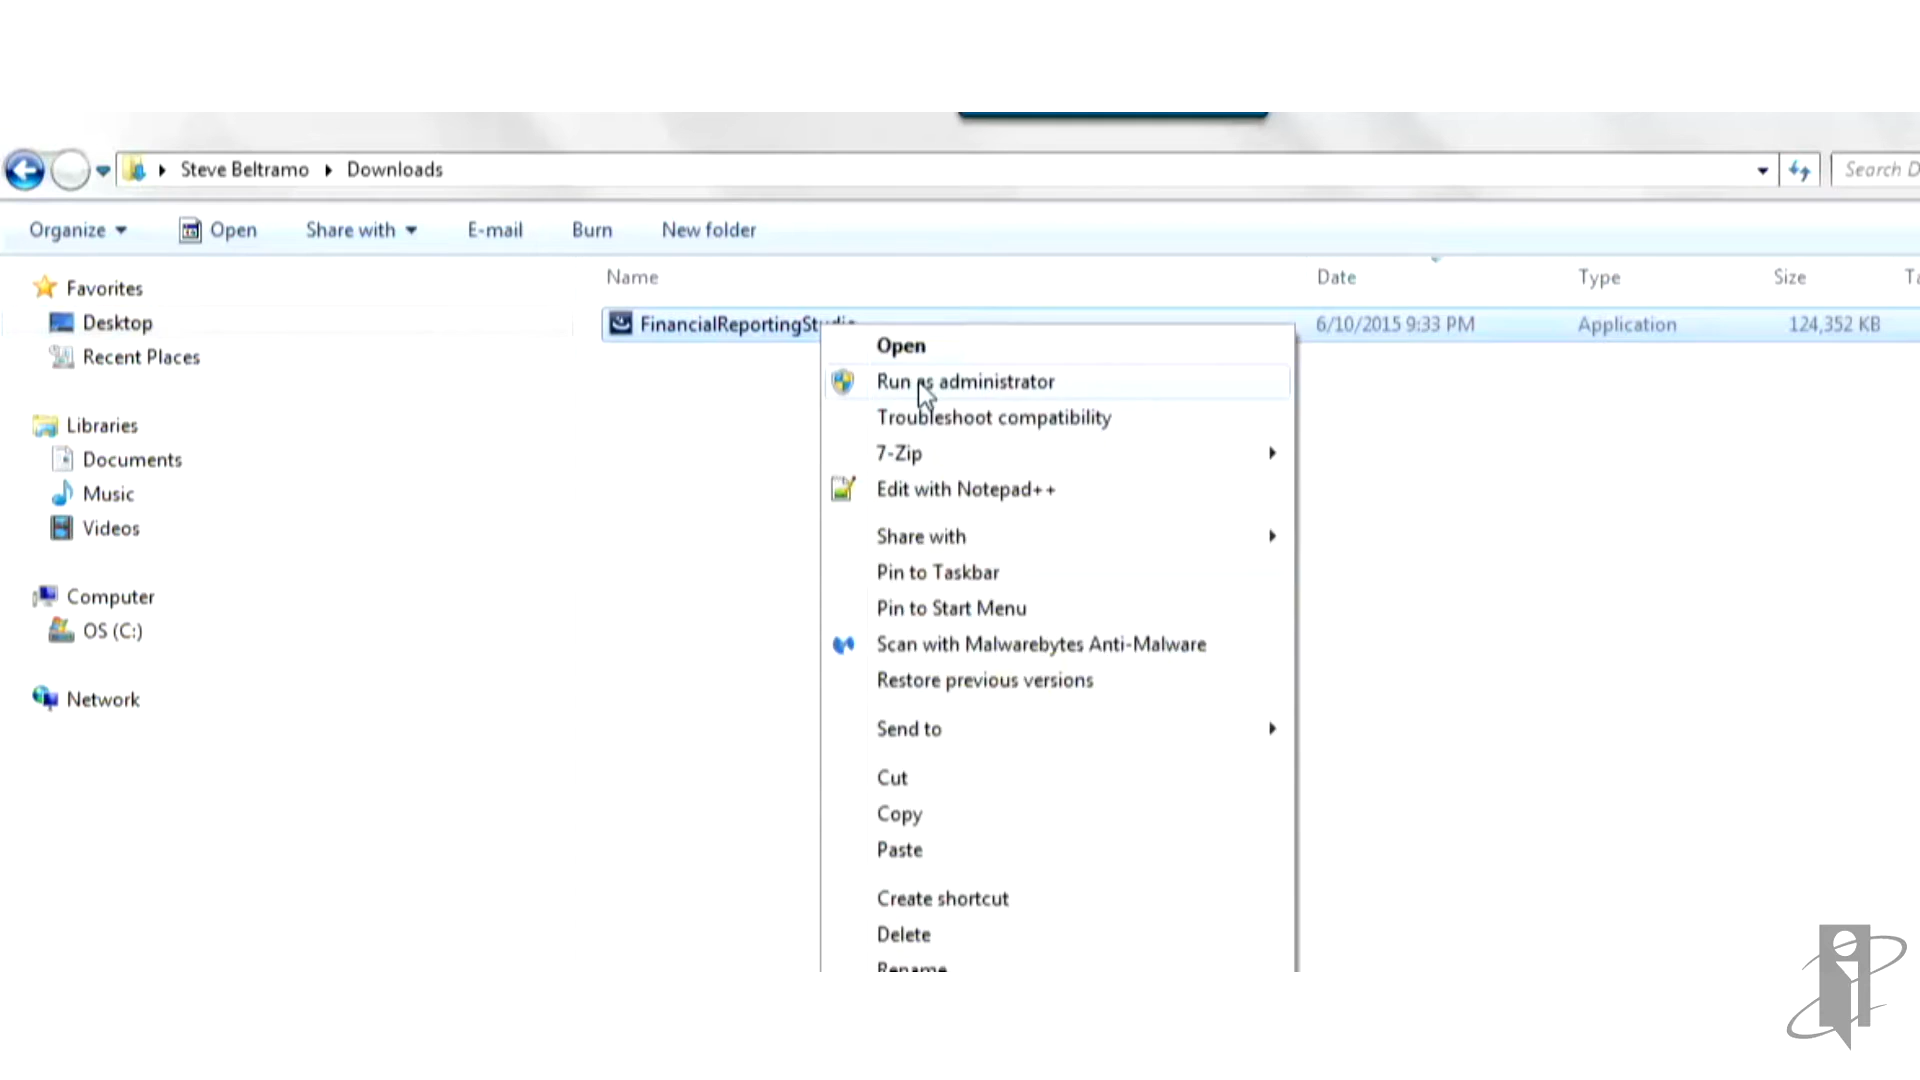 Steve Beltramo Downloads
Search D
Organize Open Share with E-mail Burn New folder
Name Date Type Size
Favorites
Desktop
Recent Places
Libraries
Documents
Music
Videos
Computer
OS (C:)
Network
FinancialReportingStudio 6/10/2015 9:33 PM Application 124,352 KB
Open
Run as administrator
Troubleshoot compatibility
7-Zip
Edit with Notepad++
Share with
Pin to Taskbar
Pin to Start Menu
Scan with Malwarebytes Anti-Malware
Restore previous versions
Send to
Cut
Copy
Paste
Create shortcut
Delete
Rename